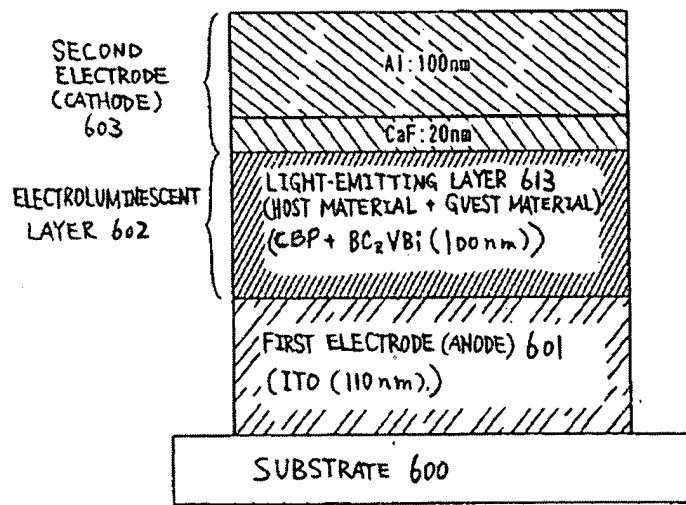 SECOND
ELECTRODE
(CATHODE)
603
Al:100nm
CaF:20nm
ELECTROLUMINESCENT
LAYER 602
LIGHT-EMITTING LAYER 613
(HOST MATERIAL + GUEST MATERIAL)
(CBP + BCzVBi (100nm))
FIRST ELECTRODE (ANODE) 601
(ITO (110nm).)
SUBSTRATE 600